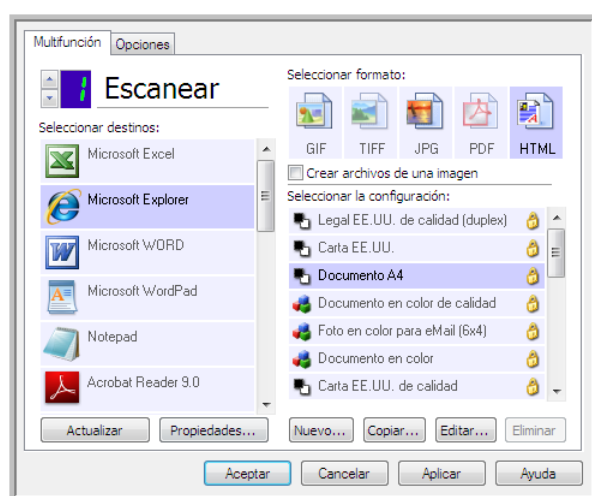 Multifunción
Opciones
1 Escanear
Seleccionar destinos:
Microsoft Excel
Microsoft Explorer
Microsoft WORD
Microsoft WordPad
Notepad
Acrobat Reader 9.0
Actualizar
Propiedades...
Seleccionar formato:
GIF
TIFF
JPG
PDF
HTML
Crear archivos de una imagen
Seleccionar la configuración:
Legal EE.UU. de calidad (duplex)
Carta EE.UU.
Documento A4
Documento en color de calidad
Foto en color para eMail (6x4)
Documento en color
Carta EE.UU. de calidad
Nuevo...
Copiar...
Editar...
Eliminar
Aceptar
Cancelar
Aplicar
Ayuda